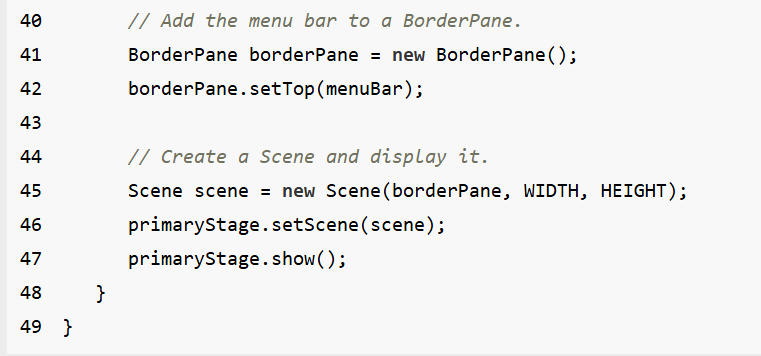 40 // Add the menu bar to a BorderPane.
41 BorderPane borderPane = new BorderPane();
42 borderPane.setTop(menuBar);
43
44 // Create a Scene and display it.
45 Scene scene = new Scene(borderPane, WIDTH, HEIGHT);
46 primaryStage.setScene(scene);
47 primaryStage.show();
48 }
49 }